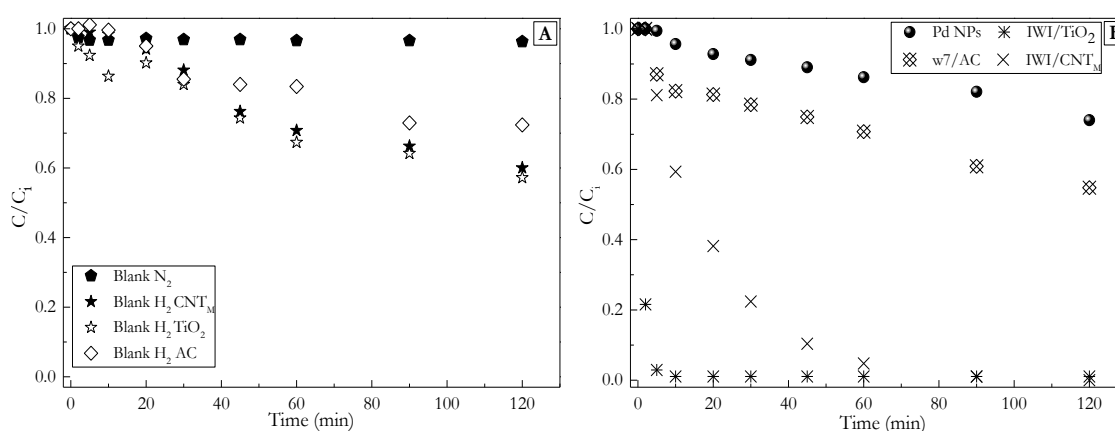 1.0
0.8
0.6
0.4
0.2
0.0
C/Ci
A
Blank N2
Blank H2 CNTM
Blank H2 TiO2
Blank H2 AC
0 20 40 60 80 100 120
Time (min)
1.0
0.8
0.6
0.4
0.2
0.0
C/Ci
Pd NPs IWI/TiO2
w7/AC IWI/CNTM
0 20 40 60 80 100 120
Time (min)